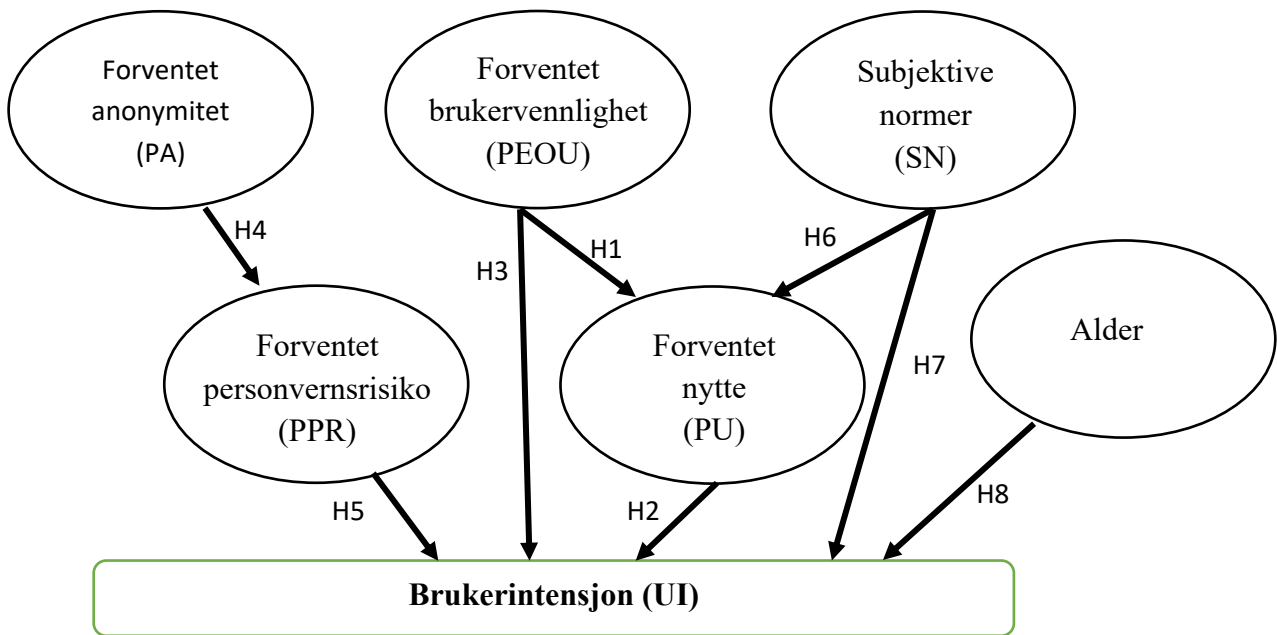 Forventet
anonymitet
(PA)
Forventet
brukervennlighet
(PEOU)
Subjektive
normer
(SN)
H4
H3
H1
H6
H7
Forventet
personvernsrisiko
(PPR)
Forventet
nytte
(PU)
Alder
H5
H2
H8
Brukerintensjon (UI)